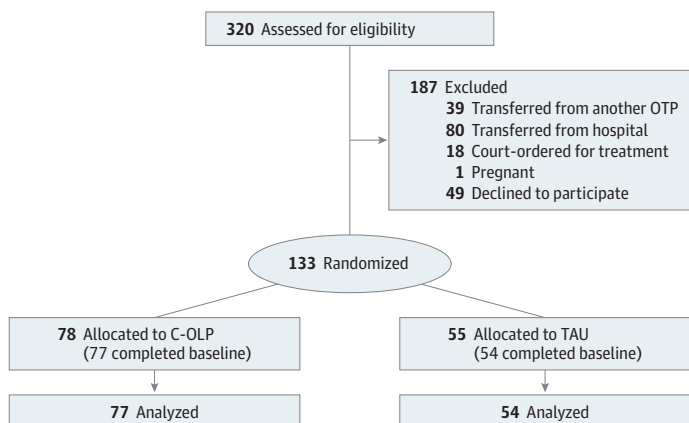 320 Assessed for eligibility
187 Excluded
39 Transferred from another OTP
80 Transferred from hospital
18 Court-ordered for treatment
1 Pregnant
49 Declined to participate
133 Randomized
78 Allocated to C-OLP
(77 completed baseline)
55 Allocated to TAU
(54 completed baseline)
77 Analyzed
54 Analyzed